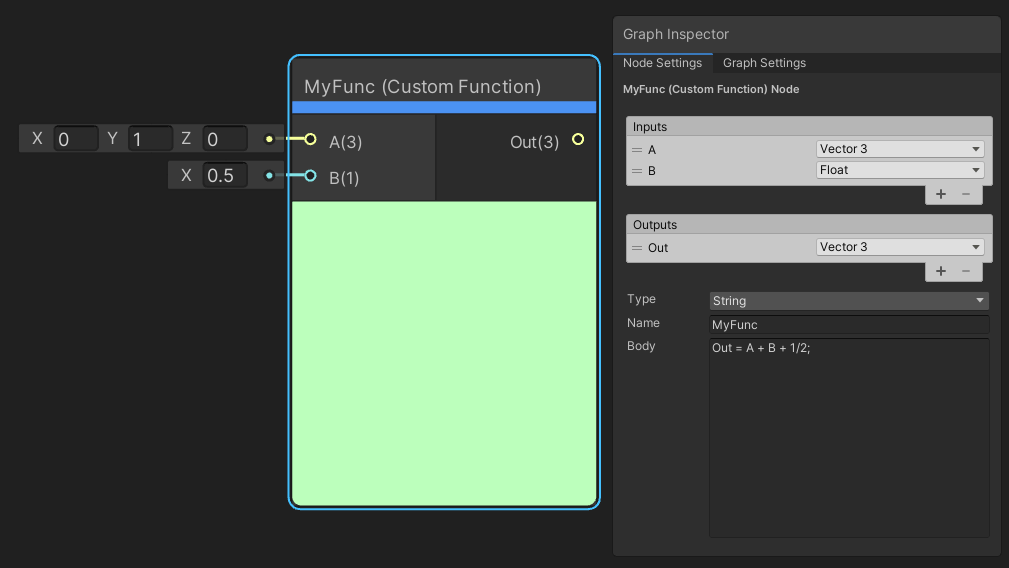 MyFunc (Custom Function)
X 0 Y 1 Z 0
A(3)
Out(3)
X 0.5
B(1)
Graph Inspector
Node Settings Graph Settings
MyFunc (Custom Function) Node
Inputs
A Vector 3
B Float
+ −
Outputs
Out Vector 3
+ −
Type String
Name MyFunc
Body Out = A + B + 1/2;